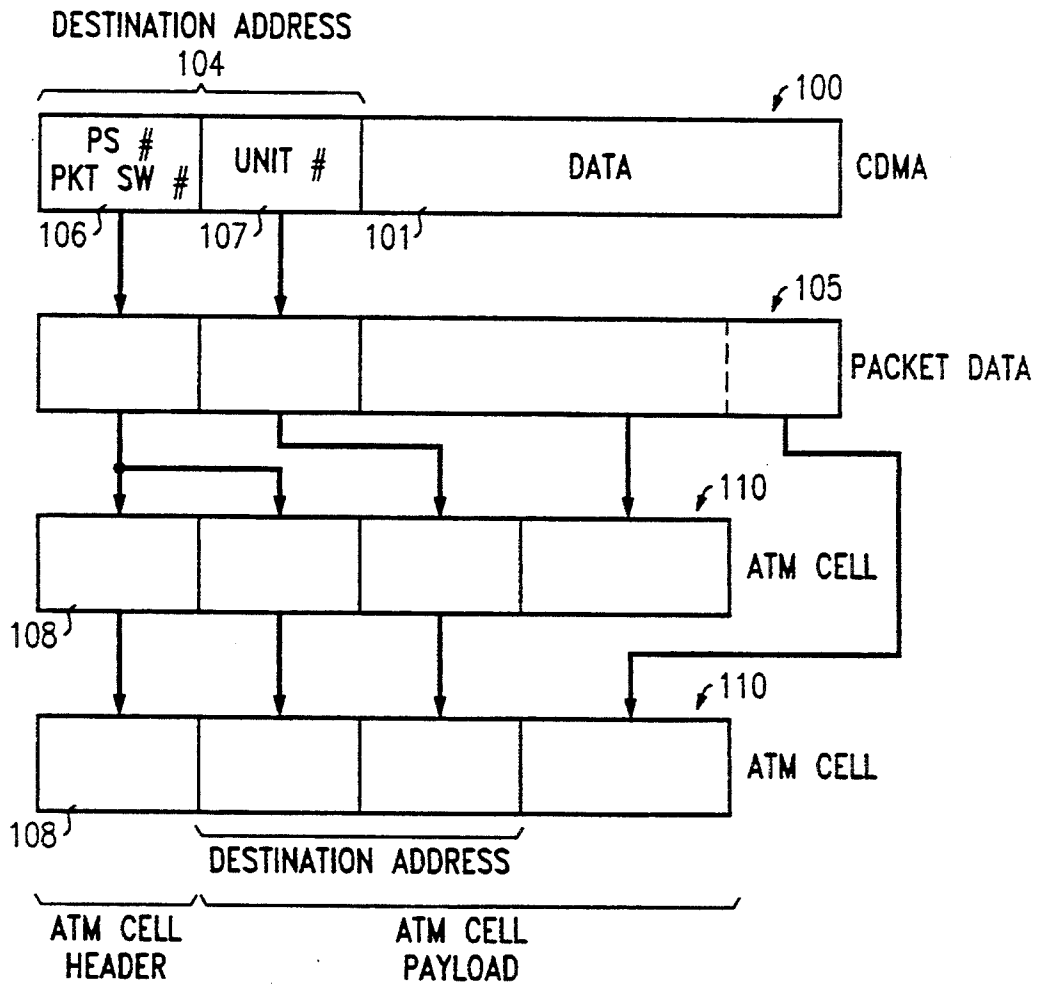 DESTINATION ADDRESS
104
100
PS #
PKT SW #
UNIT #
DATA
CDMA
106
107
101
105
PACKET DATA
110
ATM CELL
108
110
ATM CELL
108
DESTINATION ADDRESS
ATM CELL
HEADER
ATM CELL
PAYLOAD